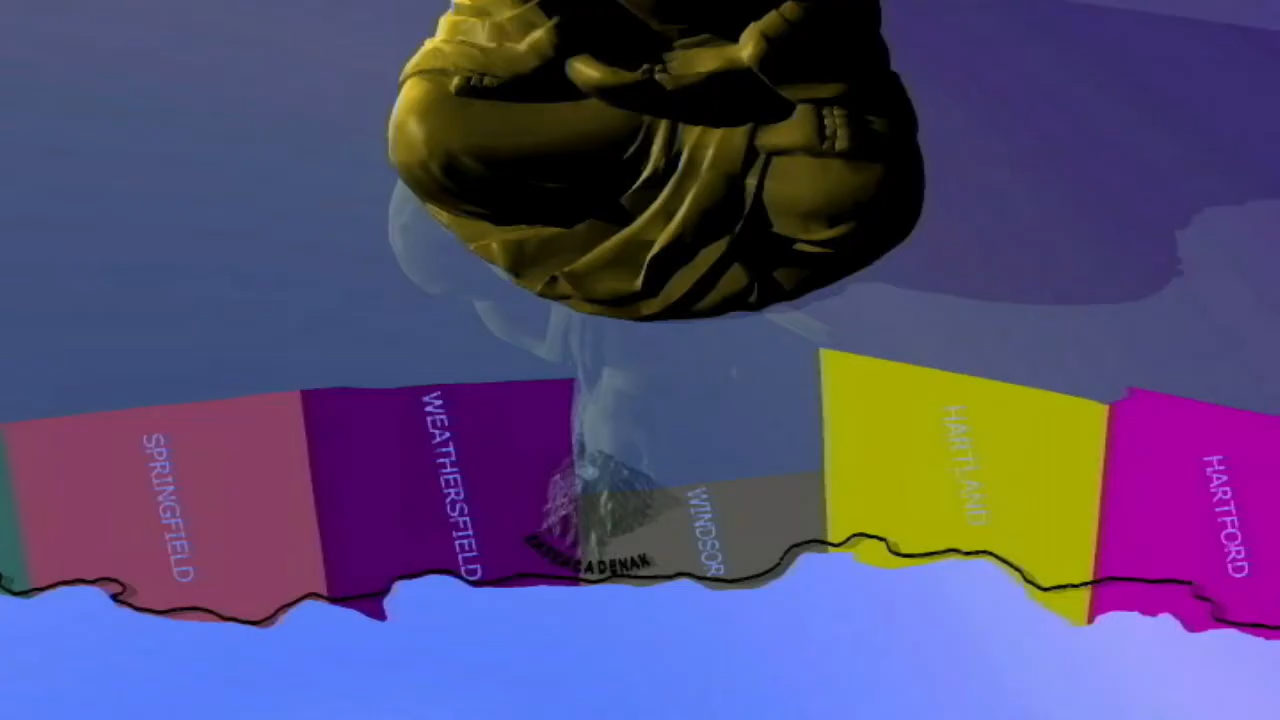 SPRINGFIELD
WEATHERSFIELD
WINDSOR
HARTLAND
HARTFORD